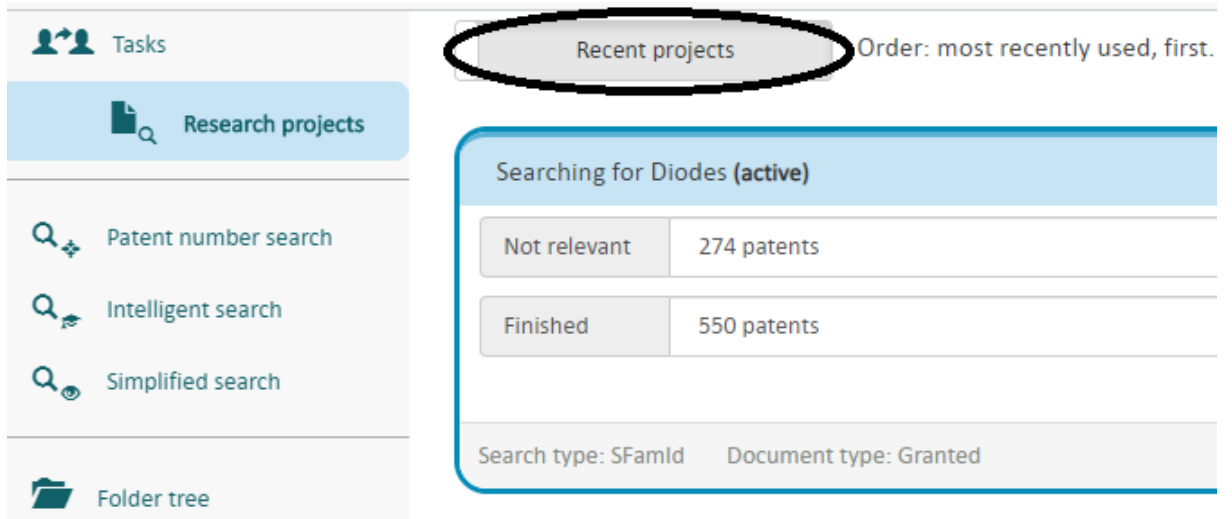 Tasks
Research projects
Patent number search
Intelligent search
Simplified search
Folder tree
Recent projects
Order: most recently used, first.
Searching for Diodes (active)
Not relevant 274 patents
Finished 550 patents
Search type: SFamId Document type: Granted